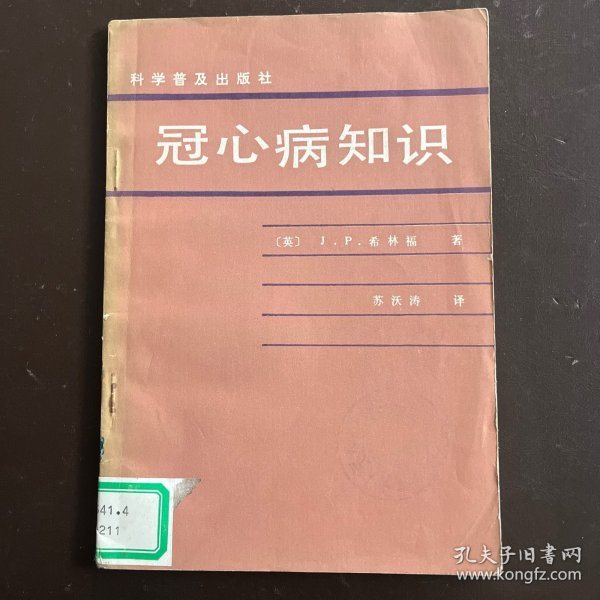 科学普及出版社
冠心病知识
〔英〕 J.P.希林福 著
苏沃涛 译
541.4
211
孔夫子旧书网
www.kongfz.com